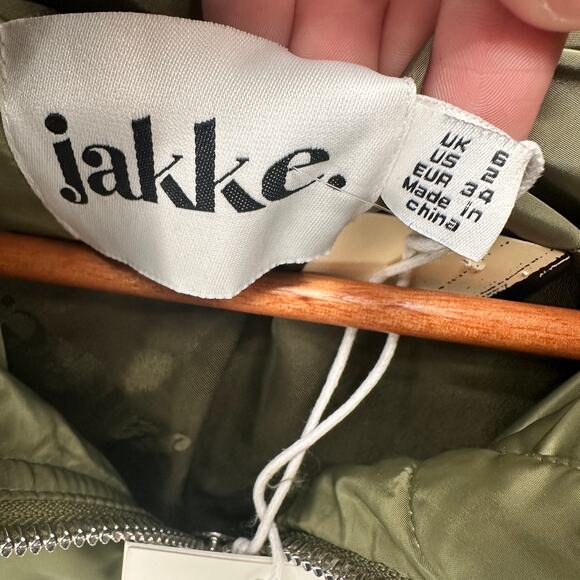 jakke.
UK 6
US 2
EUR 34
Made in
china